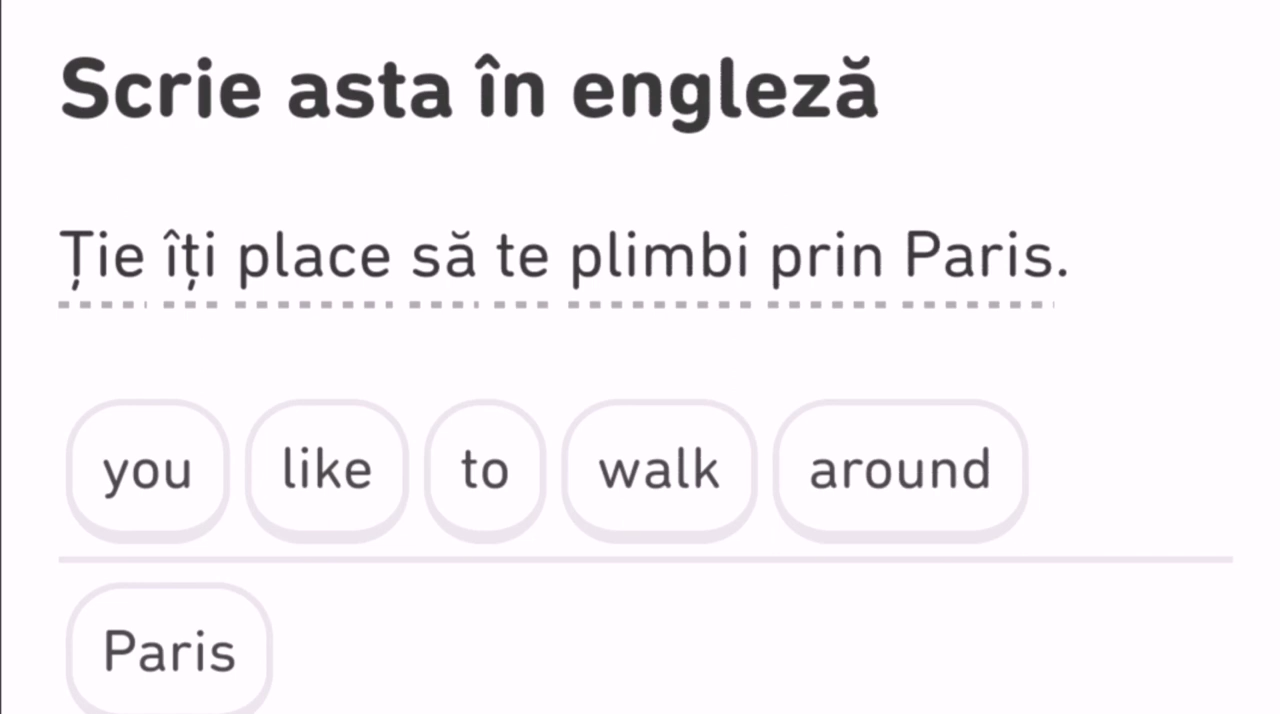 Scrie asta în engleză
Ție îți place să te plimbi prin Paris.
you like to walk around
Paris